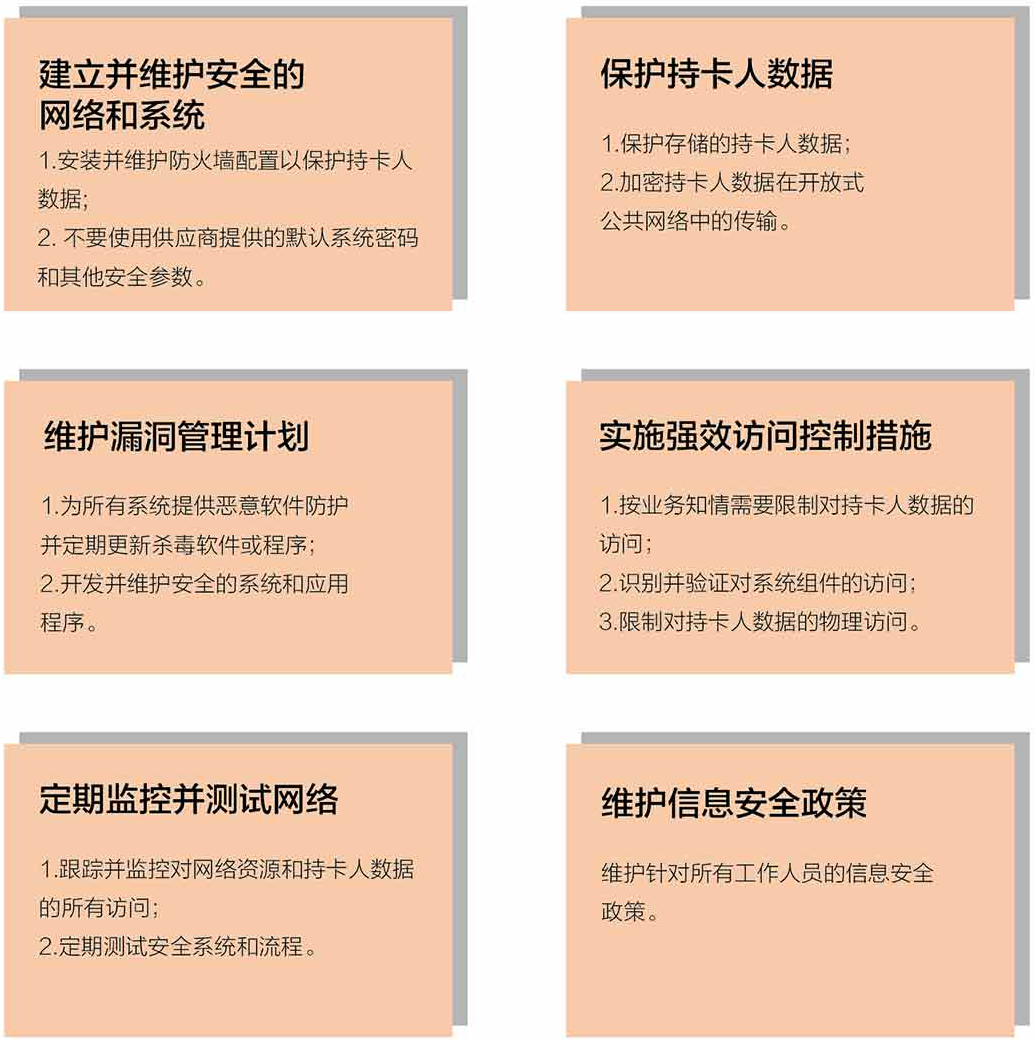 建立并维护安全的
网络和系统
1.安装并维护防火墙配置以保护持卡人
数据；
2. 不要使用供应商提供的默认系统密码
和其他安全参数。
保护持卡人数据
1.保护存储的持卡人数据；
2.加密持卡人数据在开放式
公共网络中的传输。
维护漏洞管理计划
1.为所有系统提供恶意软件防护
并定期更新杀毒软件或程序；
2.开发并维护安全的系统和应用
程序。
实施强效访问控制措施
1.按业务知情需要限制对持卡人数据的
访问；
2.识别并验证对系统组件的访问；
3.限制对持卡人数据的物理访问。
定期监控并测试网络
1.跟踪并监控对网络资源和持卡人数据
的所有访问；
2.定期测试安全系统和流程。
维护信息安全政策
维护针对所有工作人员的信息安全
政策。